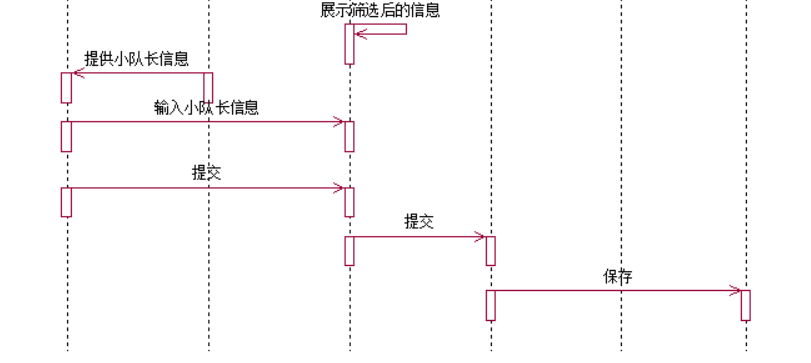 展示筛选后的信息
提供小队长信息
输入小队长信息
提交
提交
保存